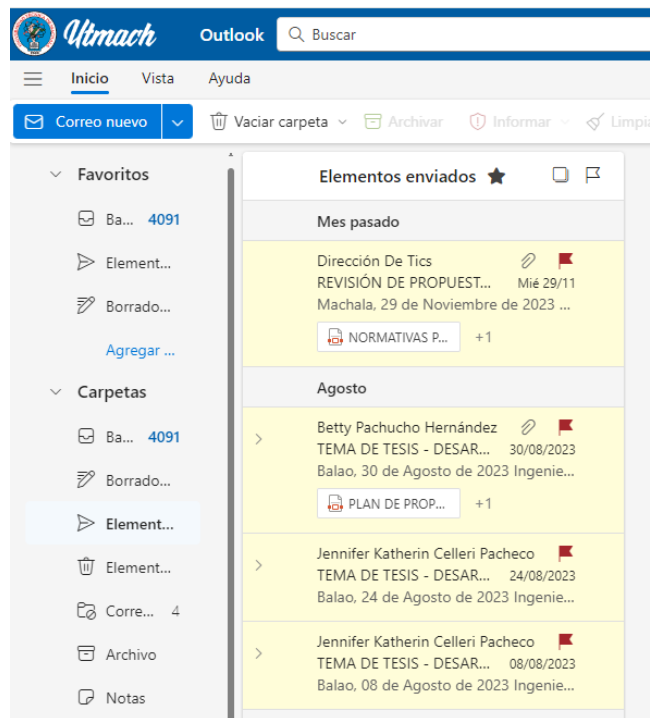 Utmach Outlook Buscar
Inicio Vista Ayuda
Correo nuevo Vaciar carpeta Archivar Informar Limpia
Favoritos
Ba... 4091
Element...
Borrado...
Agregar ...
Carpetas
Ba... 4091
Borrado...
Element...
Element...
Corre... 4
Archivo
Notas
Elementos enviados
Mes pasado
Dirección De Tics
REVISIÓN DE PROPUEST... Mié 29/11
Machala, 29 de Noviembre de 2023 ...
NORMATIVAS P... +1
Agosto
Betty Pachucho Hernández
TEMA DE TESIS - DESAR... 30/08/2023
Balao, 30 de Agosto de 2023 Ingenie...
PLAN DE PROP... +1
Jennifer Katherin Celleri Pacheco
TEMA DE TESIS - DESAR... 24/08/2023
Balao, 24 de Agosto de 2023 Ingenie...
Jennifer Katherin Celleri Pacheco
TEMA DE TESIS - DESAR... 08/08/2023
Balao, 08 de Agosto de 2023 Ingenie...